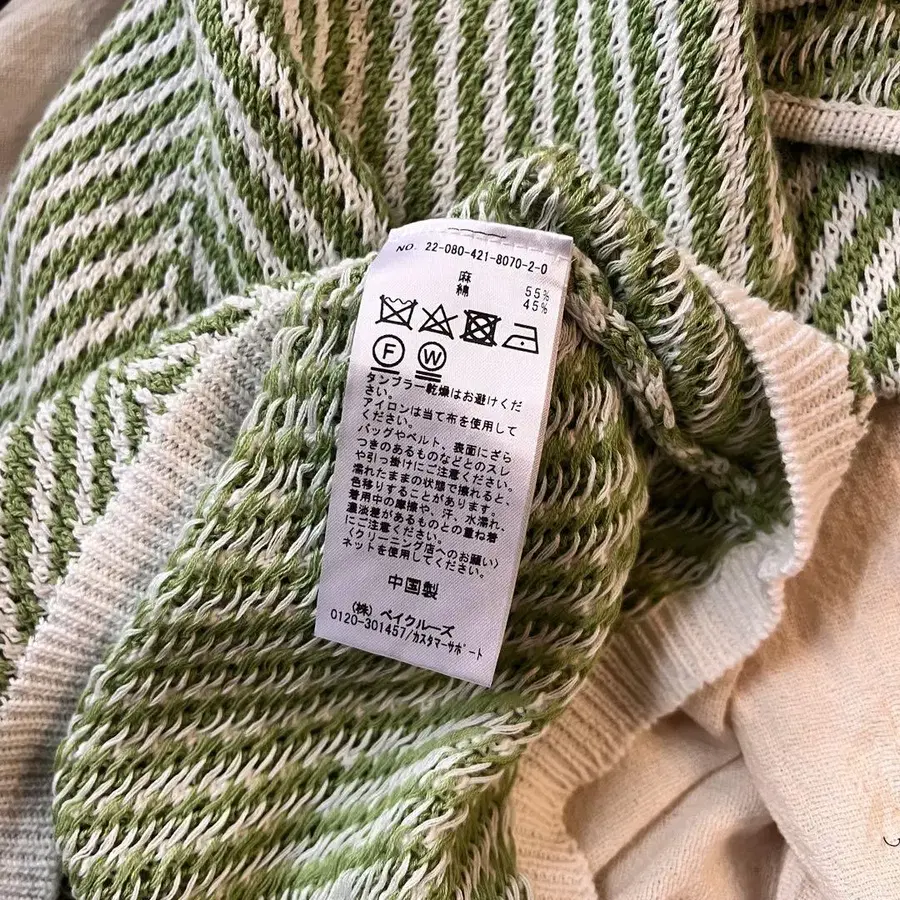 NO. 22-080-421-8070-2-0
麻 55%
綿 45%
F W
タンブラー乾燥はお避けくだ
さい。
アイロンは当て布を使用して
ください。
バッグやベルト、表面にざら
つきのあるものなどとのスレ
や引っ掛けにご注意ください。
濡れたままの状態で擦れると、
色移りすることがあります。
着用中の摩擦や、汗、水濡れ、
濃淡差があるものとの重ね着
にご注意ください。
〈クリーニング店へのお願い〉
ネットを使用してください。
中国製
(株) ベイクルーズ
0120-301457/カスタマーサポート